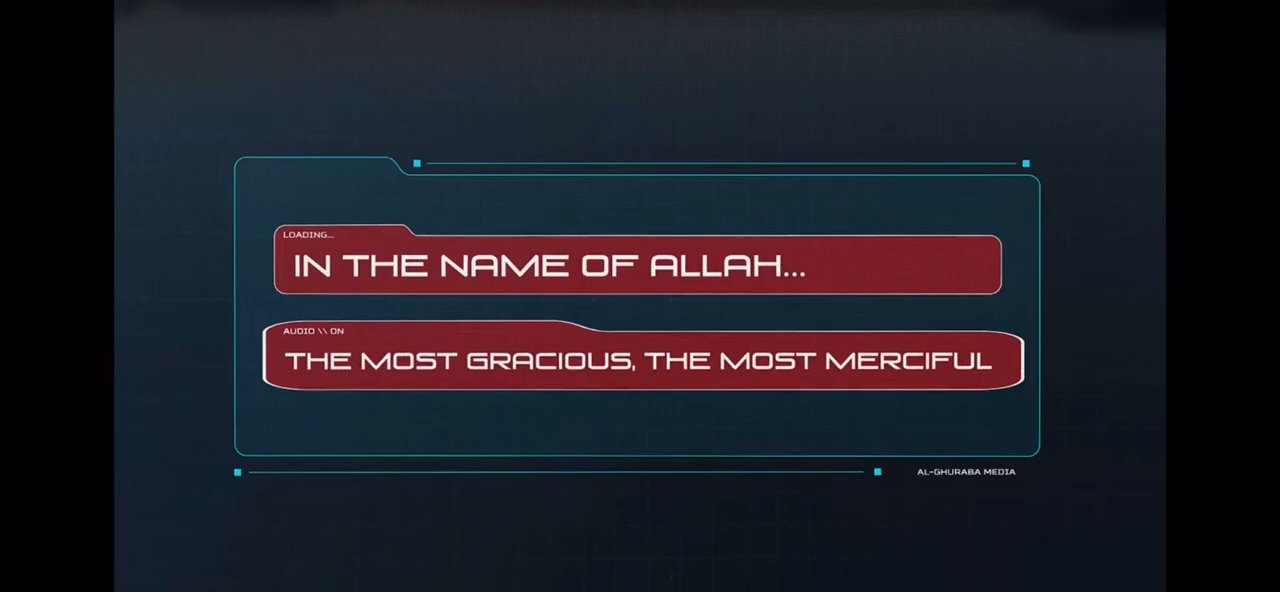 LOADING...
IN THE NAME OF ALLAH...
AUDIO \\ ON
THE MOST GRACIOUS, THE MOST MERCIFUL
AL-GHURABA MEDIA